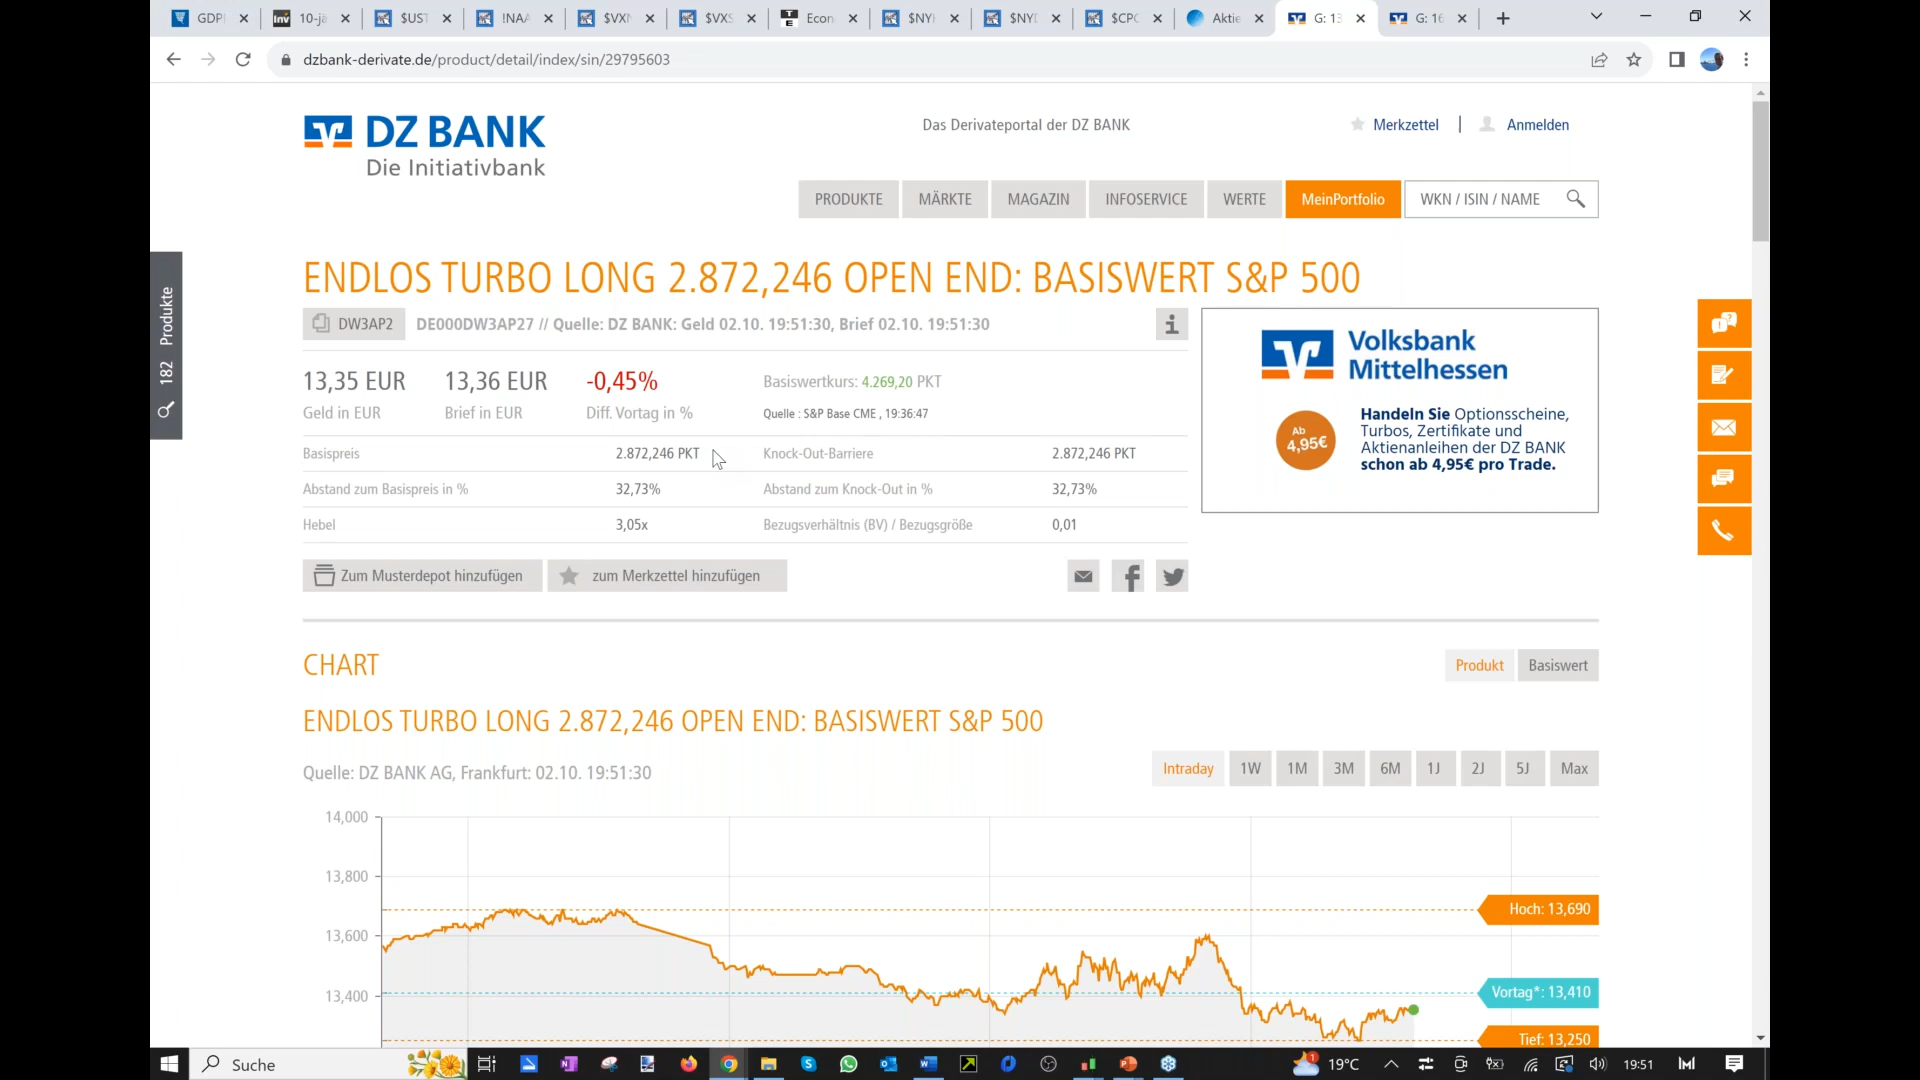 GDPI
10-jä
$UST
!NAA
$VXN
$VXS
Econ
$NYI
$NYD
$CPC
Aktie
G: 13
G: 16
dzbank-derivate.de/product/detail/index/sin/29795603
DZ BANK
Die Initiativbank
Das Derivateportal der DZ BANK
Merkzettel | Anmelden
PRODUKTE
MÄRKTE
MAGAZIN
INFOSERVICE
WERTE
MeinPortfolio
WKN / ISIN / NAME
182 Produkte
ENDLOS TURBO LONG 2.872,246 OPEN END: BASISWERT S&P 500
DW3AP2
DE000DW3AP27 // Quelle: DZ BANK: Geld 02.10. 19:51:30, Brief 02.10. 19:51:30
13,35 EUR
Geld in EUR
13,36 EUR
Brief in EUR
-0,45%
Diff. Vortag in %
Basiswertkurs: 4.269,20 PKT
Quelle : S&P Base CME , 19:36:47
Basispreis 2.872,246 PKT Knock-Out-Barriere 2.872,246 PKT
Abstand zum Basispreis in % 32,73% Abstand zum Knock-Out in % 32,73%
Hebel 3,05x Bezugsverhältnis (BV) / Bezugsgröße 0,01
Volksbank
Mittelhessen
Ab
4,95€
Handeln Sie Optionsscheine,
Turbos, Zertifikate und
Aktienanleihen der DZ BANK
schon ab 4,95€ pro Trade.
Zum Musterdepot hinzufügen
zum Merkzettel hinzufügen
CHART
Produkt
Basiswert
ENDLOS TURBO LONG 2.872,246 OPEN END: BASISWERT S&P 500
Quelle: DZ BANK AG, Frankfurt: 02.10. 19:51:30
Intraday 1W 1M 3M 6M 1J 2J 5J Max
14,000
13,800
13,600
13,400
Hoch: 13,690
Vortag*: 13,410
Tief: 13,250
Suche
19°C
19:51